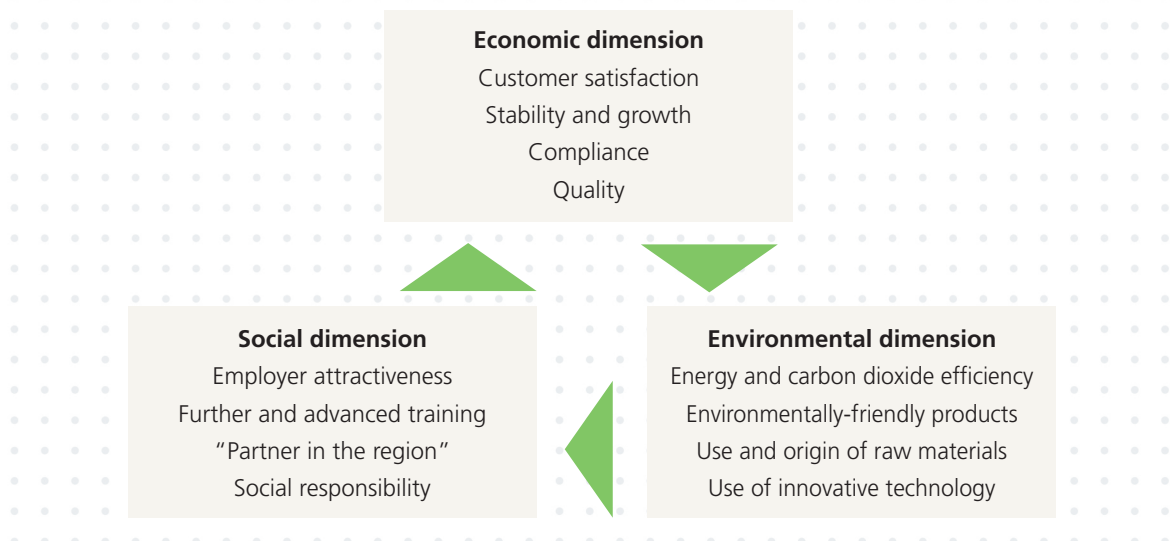 Economic dimension
Customer satisfaction
Stability and growth
Compliance
Quality
Social dimension
Employer attractiveness
Further and advanced training
“Partner in the region”
Social responsibility
Environmental dimension
Energy and carbon dioxide efficiency
Environmentally-friendly products
Use and origin of raw materials
Use of innovative technology